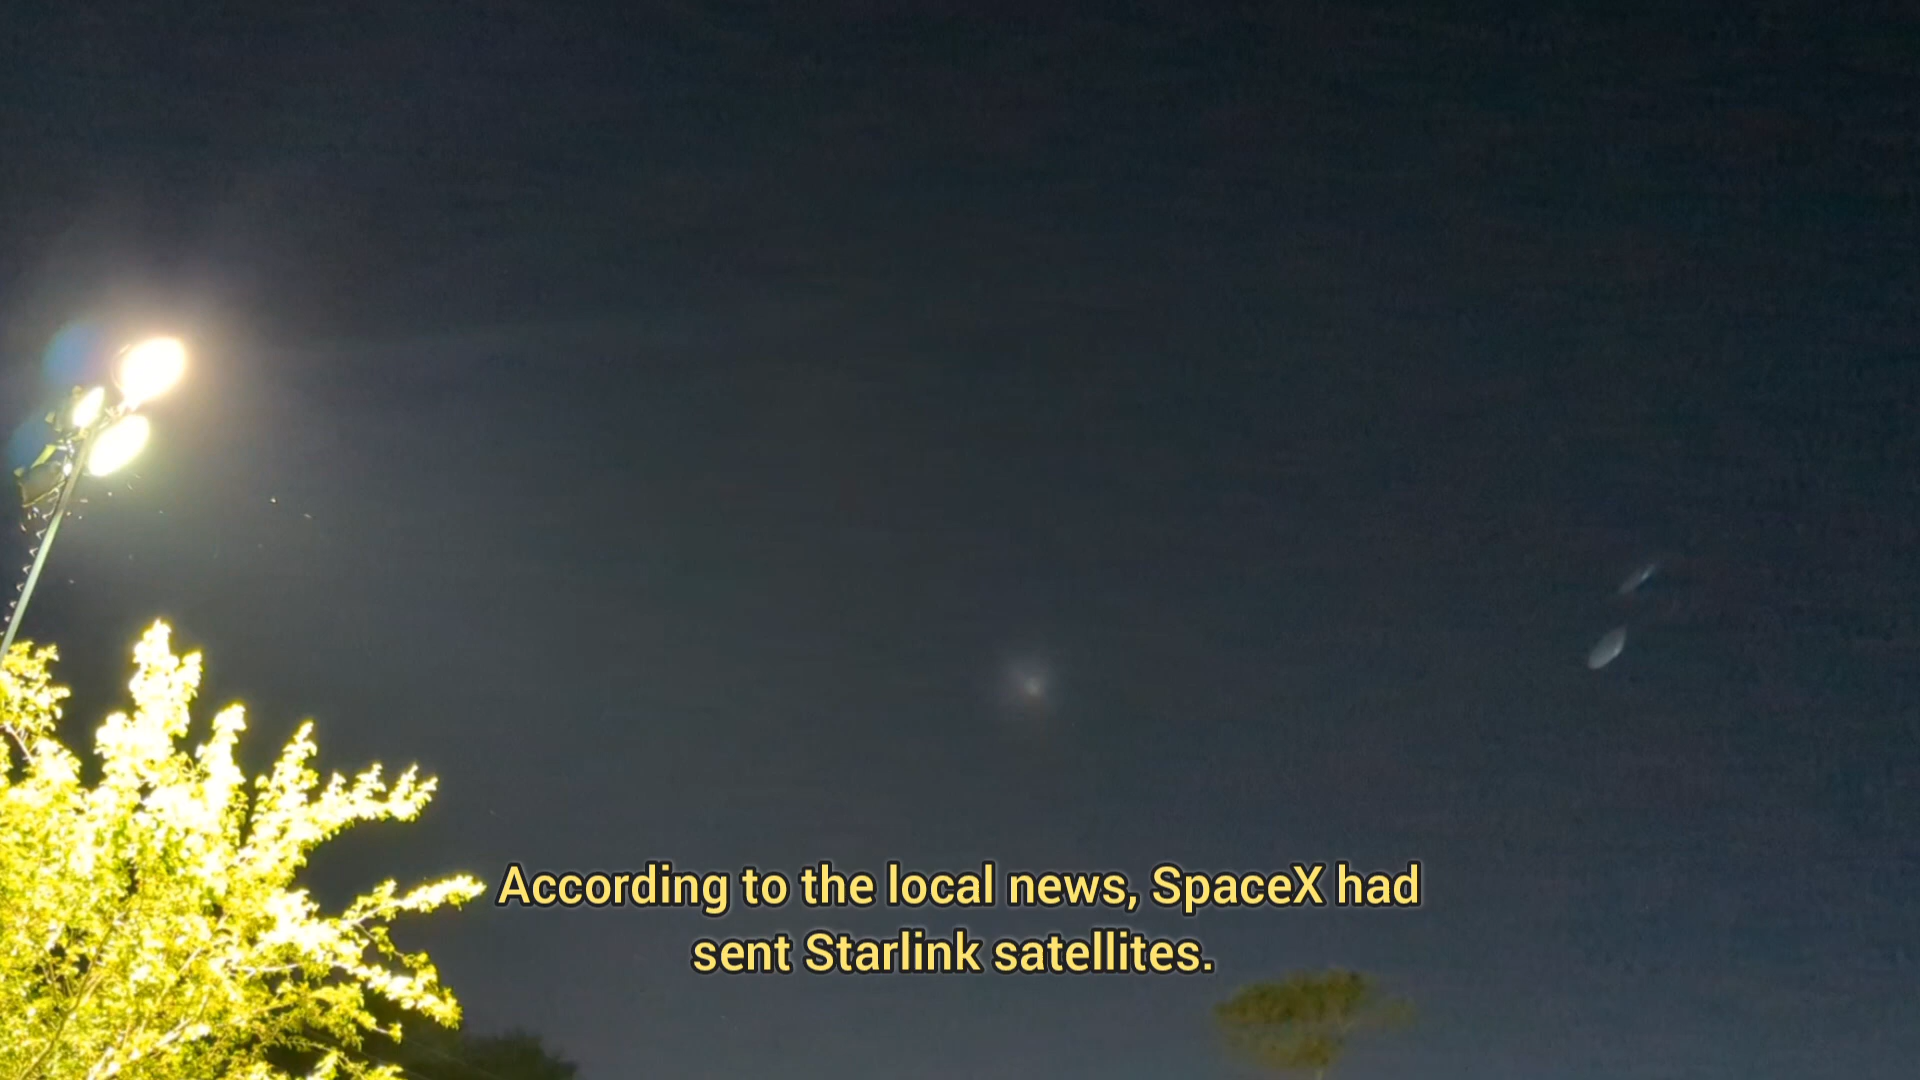 According to the local news, SpaceX had
sent Starlink satellites.